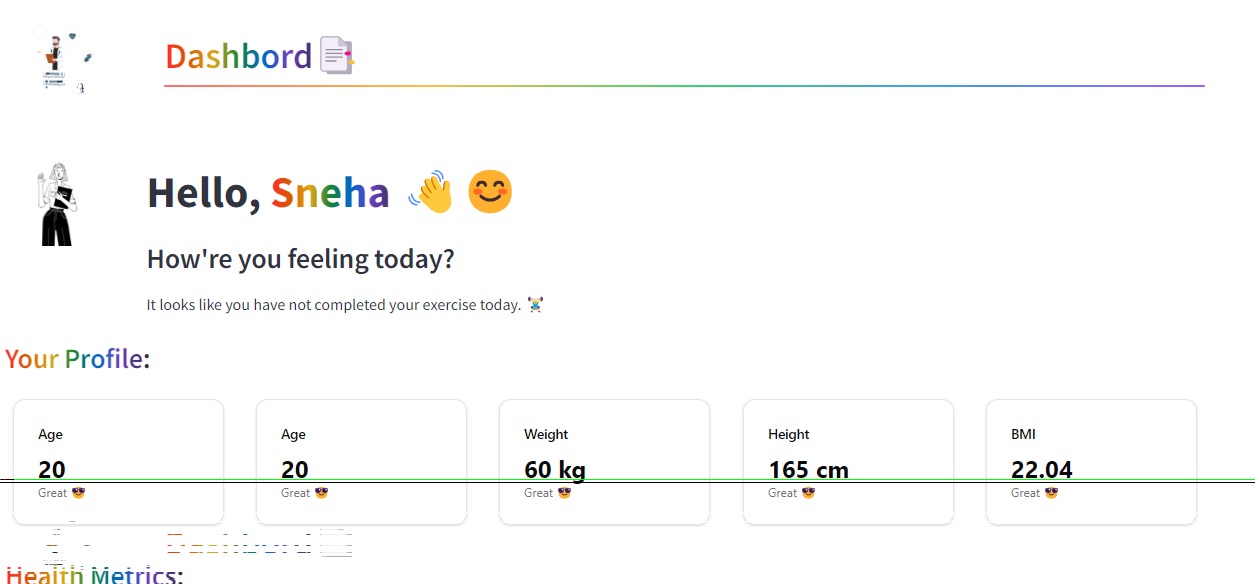 Dashbord
Hello, Sneha
How're you feeling today?
It looks like you have not completed your exercise today.
Your Profile:
Age Age Weight Height BMI
20 20 60 kg 165 cm 22.04
Great Great Great Great Great
Health Metrics: